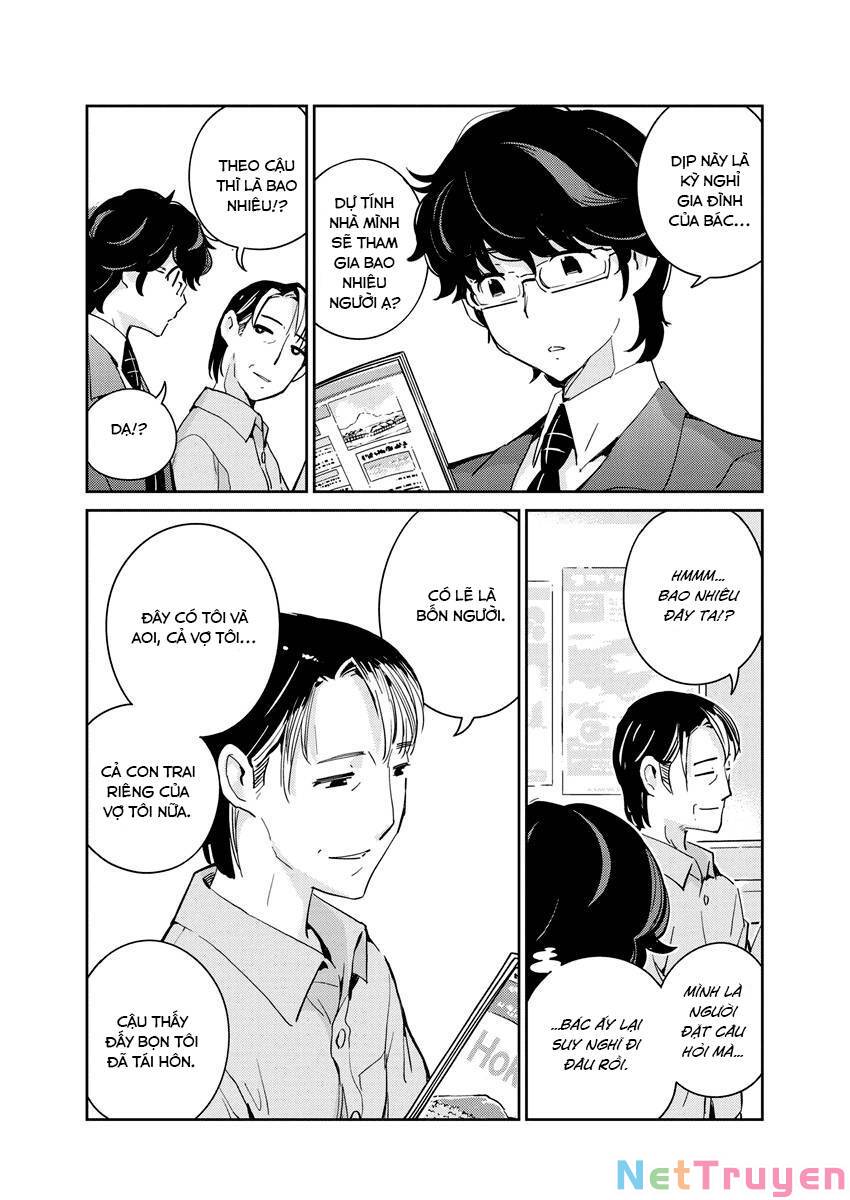 DỊP NÀY LÀ
KỲ NGHỈ
GIA ĐÌNH
CỦA BÁC...
DỰ TÍNH
NHÀ MÌNH
SẼ THAM
GIA BAO
NHIÊU
NGƯỜI Ạ?
THEO CẬU
THÌ LÀ BAO
NHIÊU!?
DẠ!?
HMMM...
BAO NHIÊU
ĐÂY TA!?
MÌNH LÀ
NGƯỜI
ĐẶT CÂU
HỎI MÀ...
...BÁC ẤY LẠI
SUY NGHĨ ĐI
ĐÂU RỒI.
CÓ LẼ LÀ
BỐN NGƯỜI.
ĐÂY CÓ TÔI VÀ
AOI, CẢ VỢ TÔI...
CẢ CON TRAI
RIÊNG CỦA
VỢ TÔI NỮA.
CẬU THẤY
ĐẤY BỌN TÔI
ĐÃ TÁI HÔN.
NetTruyen